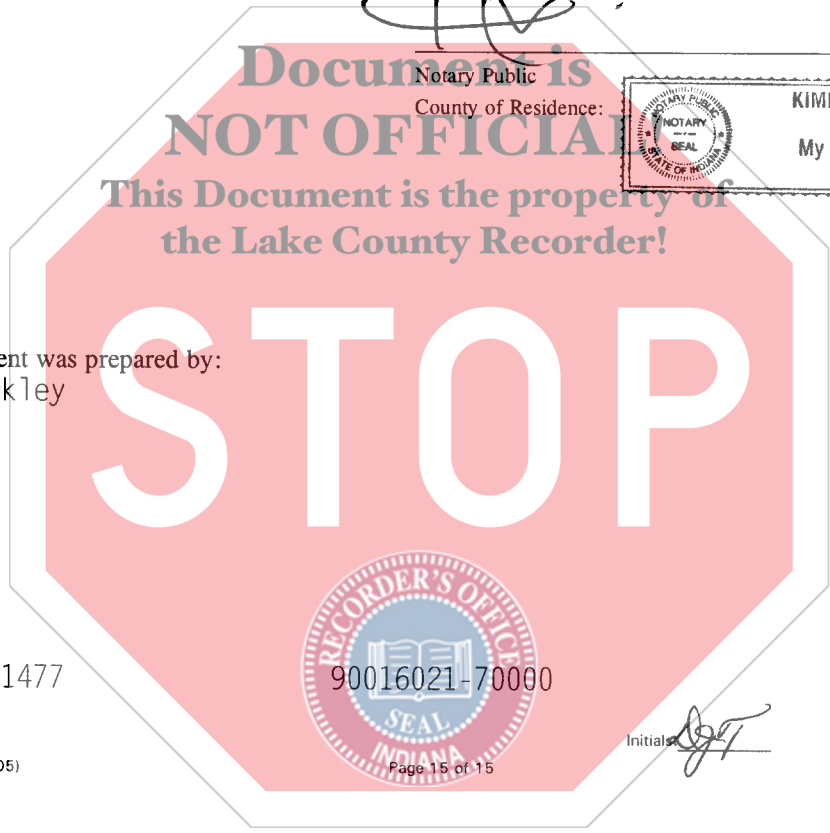 Document is
Notary Public
County of Residence:
NOT OFFICIAL!
KIM
My
NOTARY PUBLIC
NOTARY
SEAL
STATE OF INDIANA
This Document is the property of
the Lake County Recorder!
ent was prepared by:
kley
STOP
RECORDER'S OFFICE
1477
90016021-70000
SEAL
INDIANA
Initials:
05)
Page 15 of 15